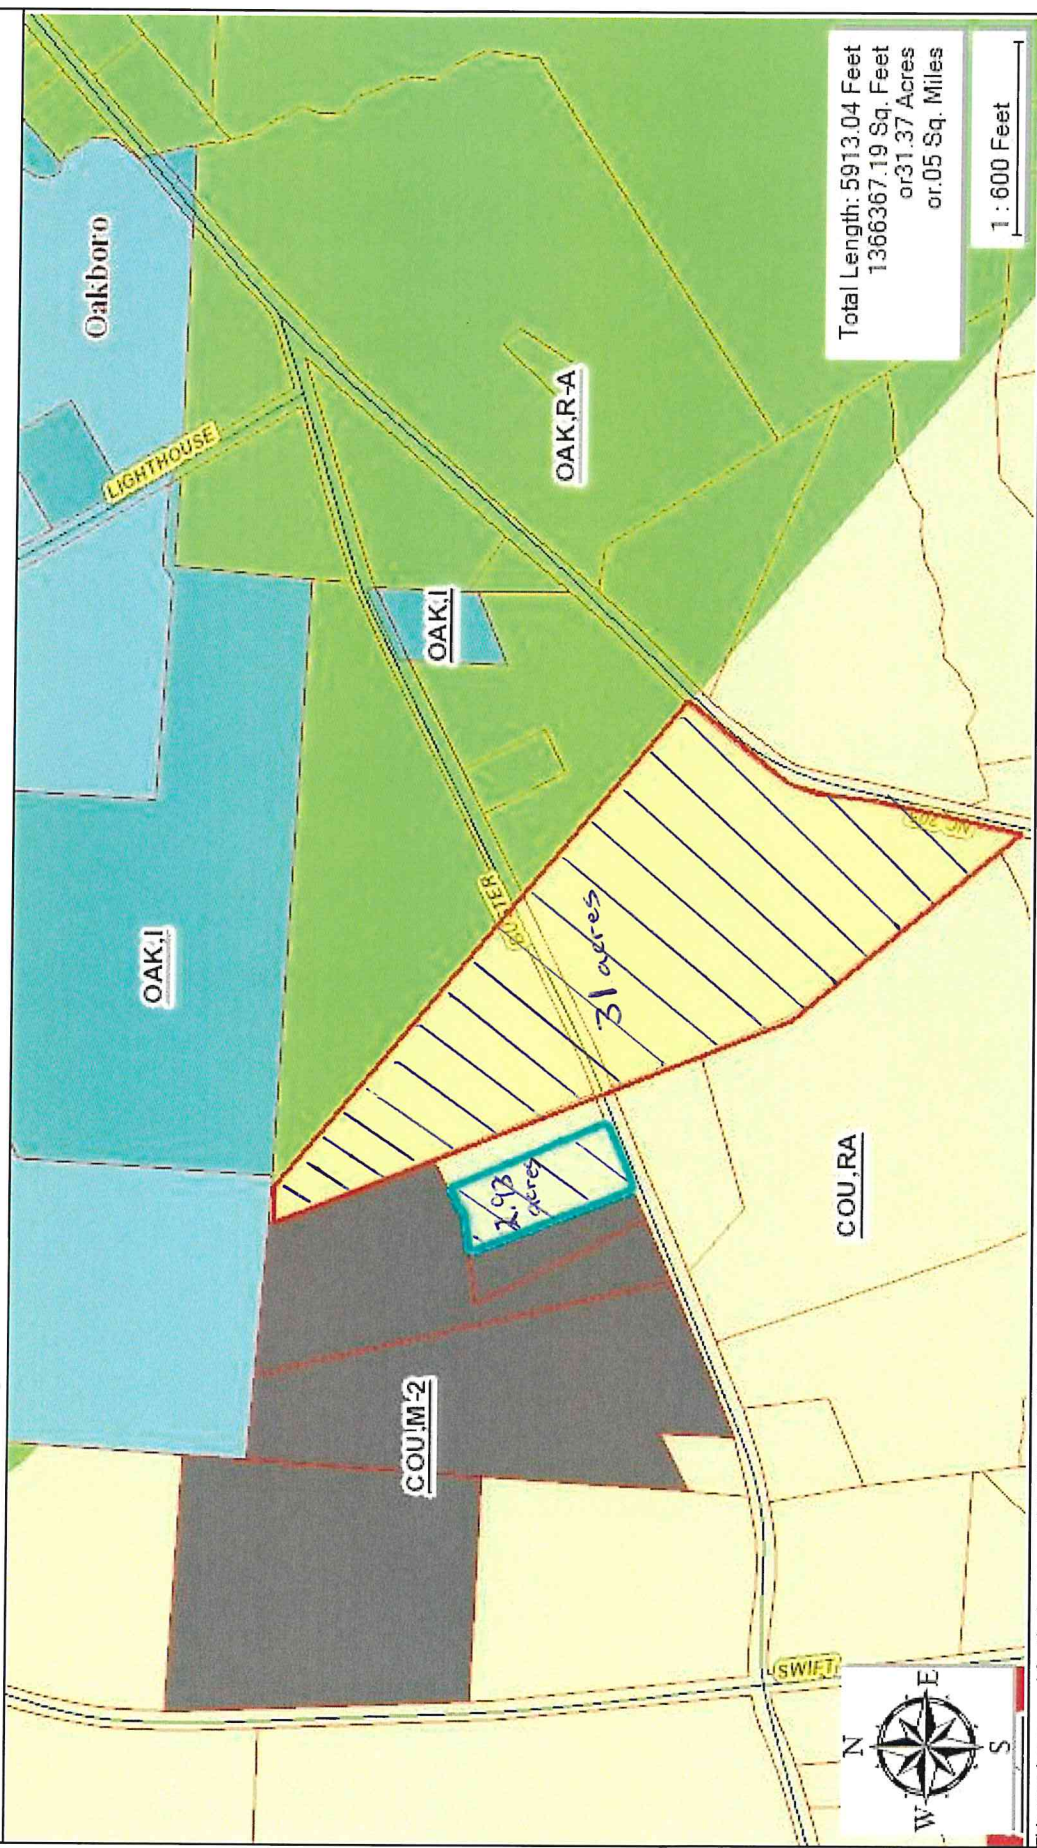 Oakboro
LIGHTHOUSE
OAK,I
OAK,I
OAK,R-A
31 acres
2.93
acres
COU,M-2
COU,RA
SWIFT
N
W
E
S
Total Length: 5913.04 Feet
1366367.19 Sq. Feet
or31.37 Acres
or.05 Sq. Miles
1 : 600 Feet